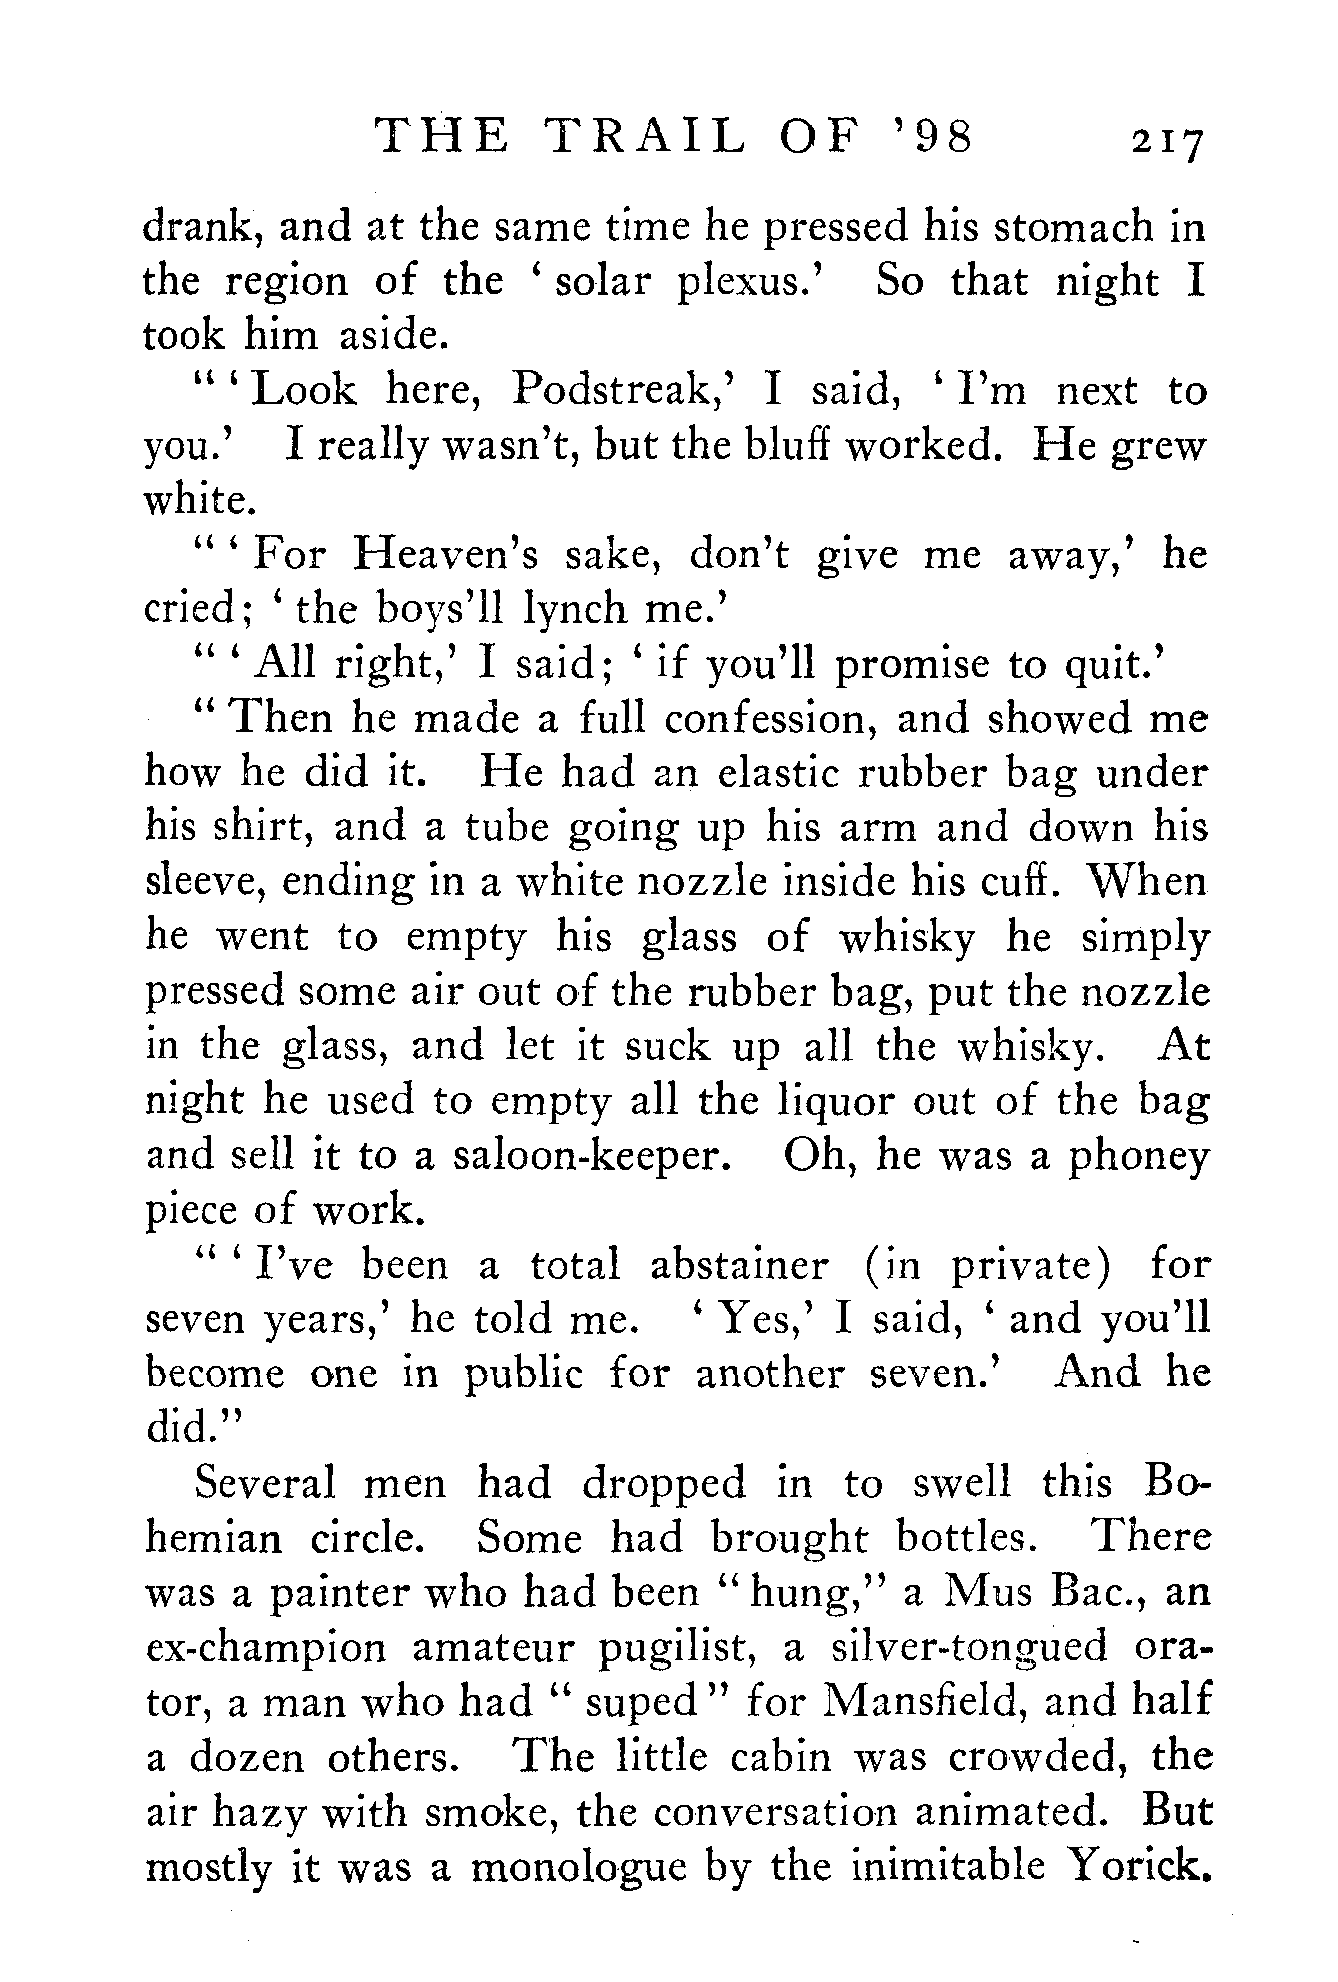 THE TRAIL OF '98 217
drank, and at the same time he pressed his stomach in
the region of the ‘ solar plexus.’ So that night I
took him aside.
“ ‘ Look here, Podstreak,’ I said, ‘ I’m next to
you.’ I really wasn’t, but the bluff worked. He grew
white.
“ ‘ For Heaven’s sake, don’t give me away,’ he
cried; ‘ the boys’ll lynch me.’
“ ‘ All right,’ I said; ‘ if you’ll promise to quit.’
“ Then he made a full confession, and showed me
how he did it. He had an elastic rubber bag under
his shirt, and a tube going up his arm and down his
sleeve, ending in a white nozzle inside his cuff. When
he went to empty his glass of whisky he simply
pressed some air out of the rubber bag, put the nozzle
in the glass, and let it suck up all the whisky. At
night he used to empty all the liquor out of the bag
and sell it to a saloon-keeper. Oh, he was a phoney
piece of work.
“ ‘ I’ve been a total abstainer (in private) for
seven years,’ he told me. ‘ Yes,’ I said, ‘ and you’ll
become one in public for another seven.’ And he
did.”
Several men had dropped in to swell this Bo-
hemian circle. Some had brought bottles. There
was a painter who had been “ hung,” a Mus Bac., an
ex-champion amateur pugilist, a silver-tongued ora-
tor, a man who had “ suped ” for Mansfield, and half
a dozen others. The little cabin was crowded, the
air hazy with smoke, the conversation animated. But
mostly it was a monologue by the inimitable Yorick.